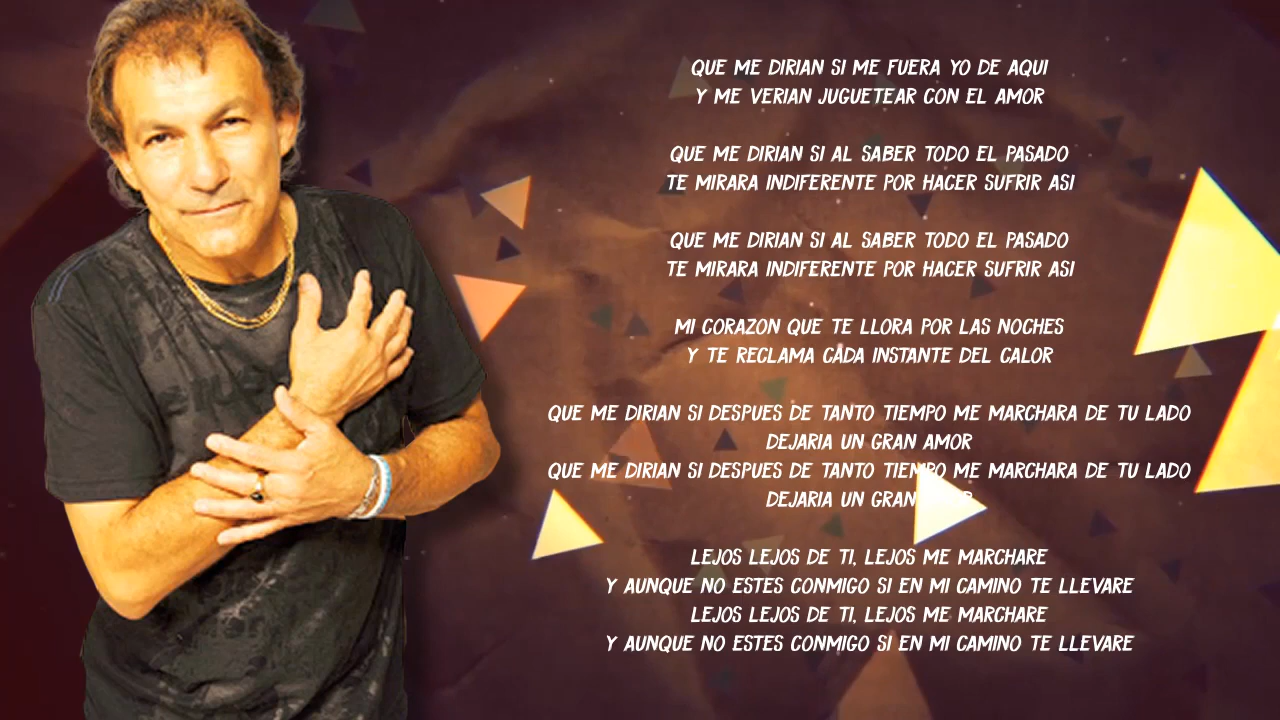 QUE ME DIRIAN SI ME FUERA YO DE AQUI
Y ME VERIAN JUGUETEAR CON EL AMOR
QUE ME DIRIAN SI AL SABER TODO EL PASADO
TE MIRARA INDIFERENTE POR HACER SUFRIR ASI
QUE ME DIRIAN SI AL SABER TODO EL PASADO
TE MIRARA INDIFERENTE POR HACER SUFRIR ASI
MI CORAZON QUE TE LLORA POR LAS NOCHES
Y TE RECLAMA CADA INSTANTE DEL CALOR
QUE ME DIRIAN SI DESPUES DE TANTO TIEMPO ME MARCHARA DE TU LADO
DEJARIA UN GRAN AMOR
QUE ME DIRIAN SI DESPUES DE TANTO TIEMPO ME MARCHARA DE TU LADO
DEJARIA UN GRAN
LEJOS LEJOS DE TI, LEJOS ME MARCHARE
Y AUNQUE NO ESTES CONMIGO SI EN MI CAMINO TE LLEVARE
LEJOS LEJOS DE TI, LEJOS ME MARCHARE
Y AUNQUE NO ESTES CONMIGO SI EN MI CAMINO TE LLEVARE